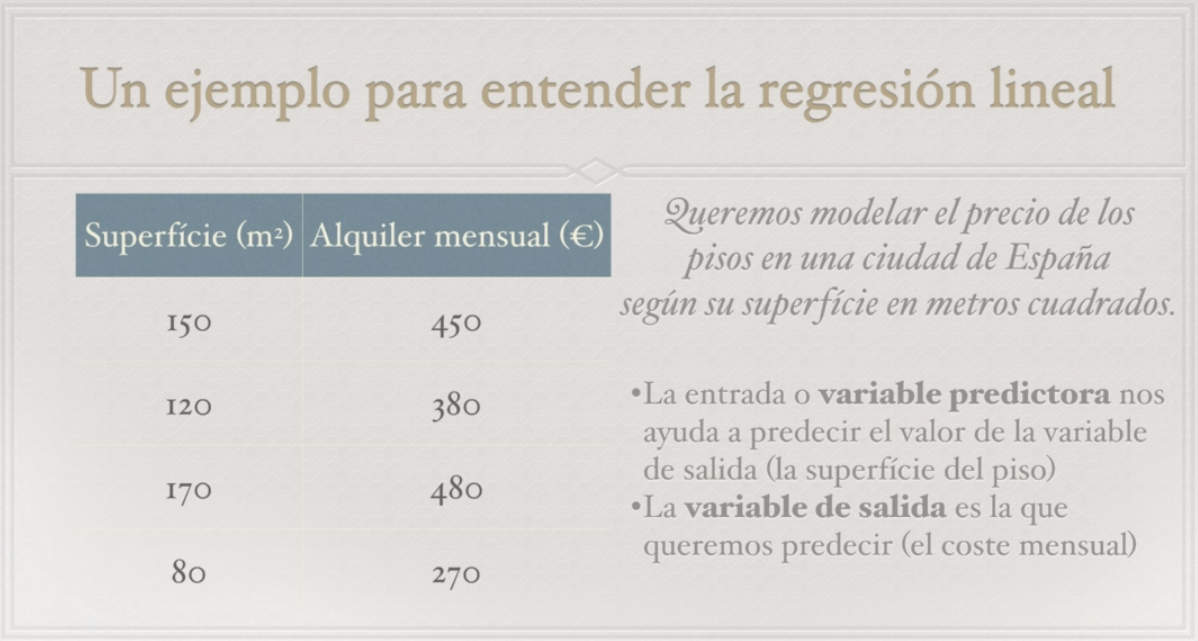 Un ejemplo para entender la regresión lineal
Superfície (m²) Alquiler mensual (€)
150 450
120 380
170 480
80 270
Queremos modelar el precio de los
pisos en una ciudad de España
según su superfície en metros cuadrados.
•La entrada o variable predictora nos
ayuda a predecir el valor de la variable
de salida (la superfície del piso)
•La variable de salida es la que
queremos predecir (el coste mensual)